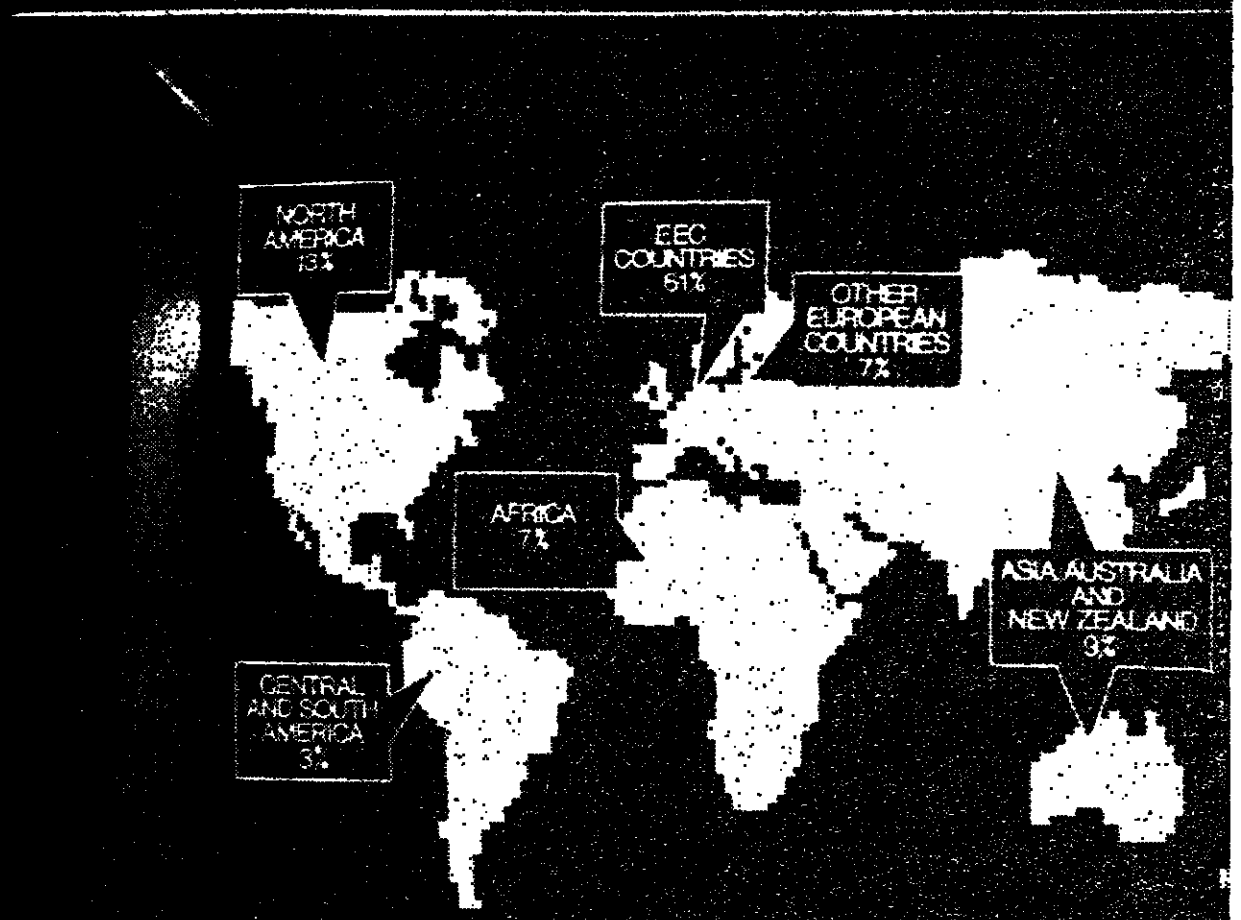 NORTH
AMERICA
13%
EEC
COUNTRIES
61%
OTHER
EUROPEAN
COUNTRIES
7%
AFRICA
7%
ASIA, AUSTRALIA
AND
NEW ZEALAND
9%
CENTRAL
AND SOUTH
AMERICA
3%